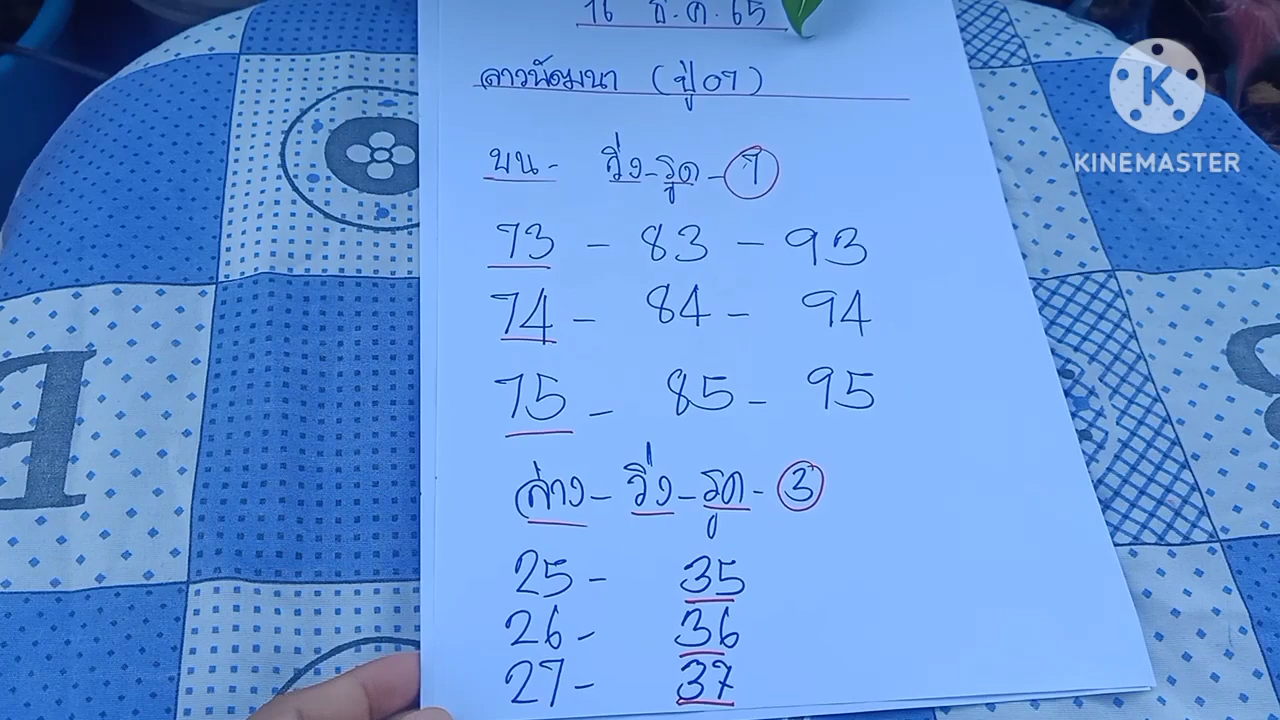 16 ธ.ค.65
ลาวพัฒนา (ปู่07)
บน - วิ่ง - รูด - 7
73 - 83 - 93
74 - 84 - 94
75 - 85 - 95
ล่าง - วิ่ง - รูด - 3
25 - 35
26 - 36
27 - 37
K
KINEMASTER
B